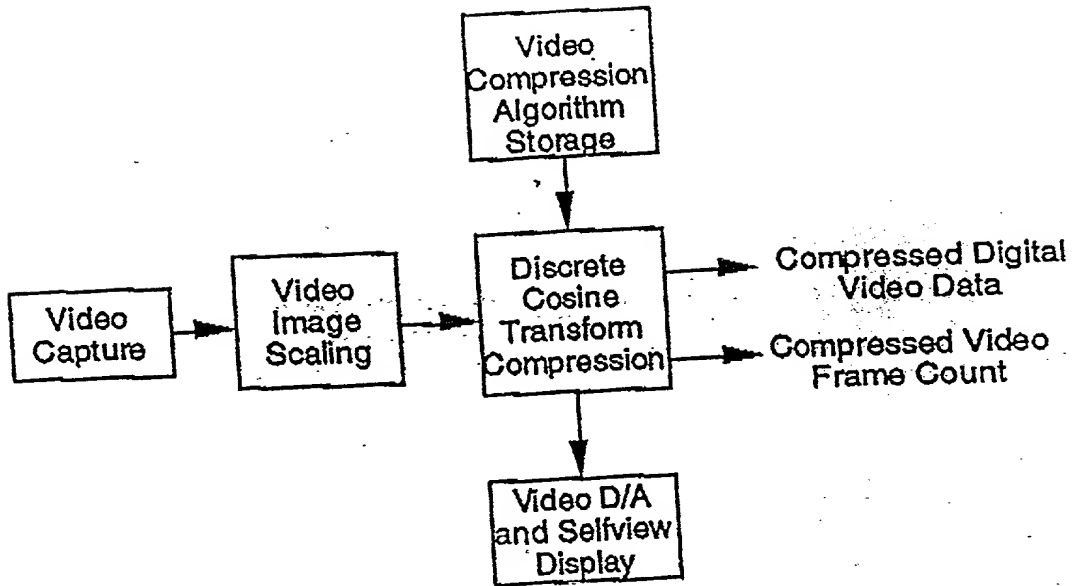 Video
Compression
Algorithm
Storage
Video
Capture
Video
Image
Scaling
Discrete
Cosine
Transform
Compression
Compressed Digital
Video Data
Compressed Video
Frame Count
Video D/A
and Selfview
Display